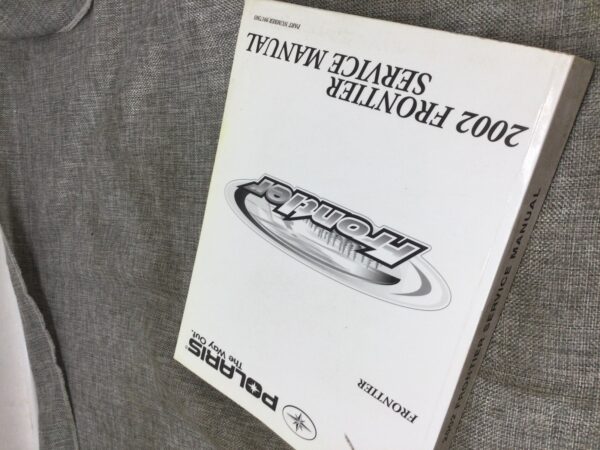 POLARIS®
The Way Out.
FRONTIER
Frontier
2002 FRONTIER
SERVICE MANUAL
2002 FRONTIER SERVICE MANUAL